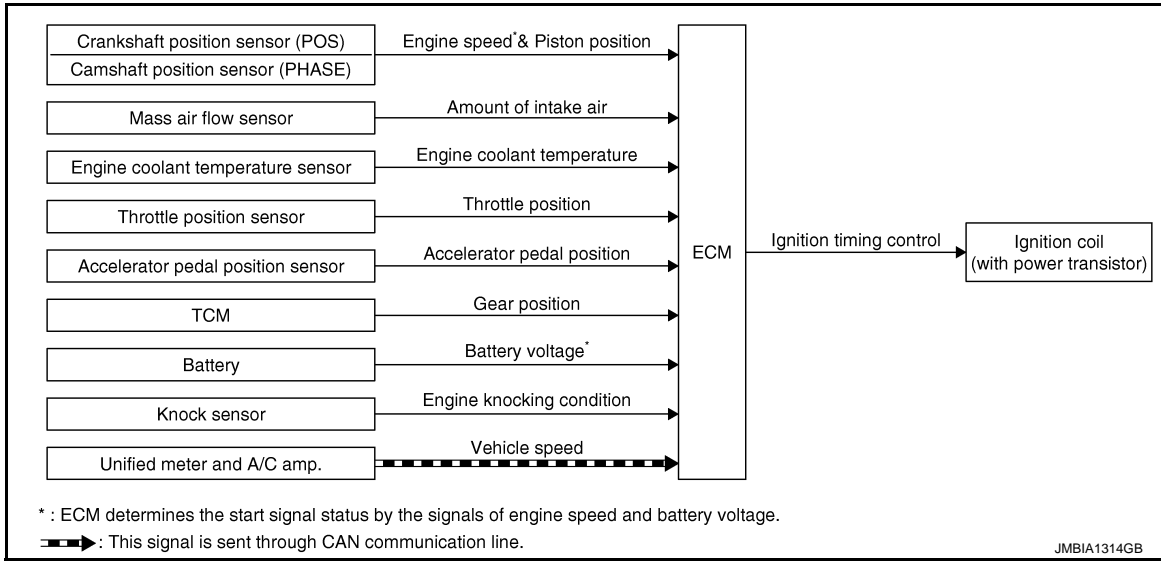 Crankshaft position sensor (POS)
Engine speed*& Piston position
Camshaft position sensor (PHASE)
Mass air flow sensor
Amount of intake air
Engine coolant temperature sensor
Engine coolant temperature
Throttle position sensor
Throttle position
Accelerator pedal position sensor
Accelerator pedal position
TCM
Gear position
Battery
Battery voltage*
Knock sensor
Engine knocking condition
Unified meter and A/C amp.
Vehicle speed
ECM
Ignition timing control
Ignition coil
(with power transistor)
* : ECM determines the start signal status by the signals of engine speed and battery voltage.
: This signal is sent through CAN communication line.
JMBIA1314GB